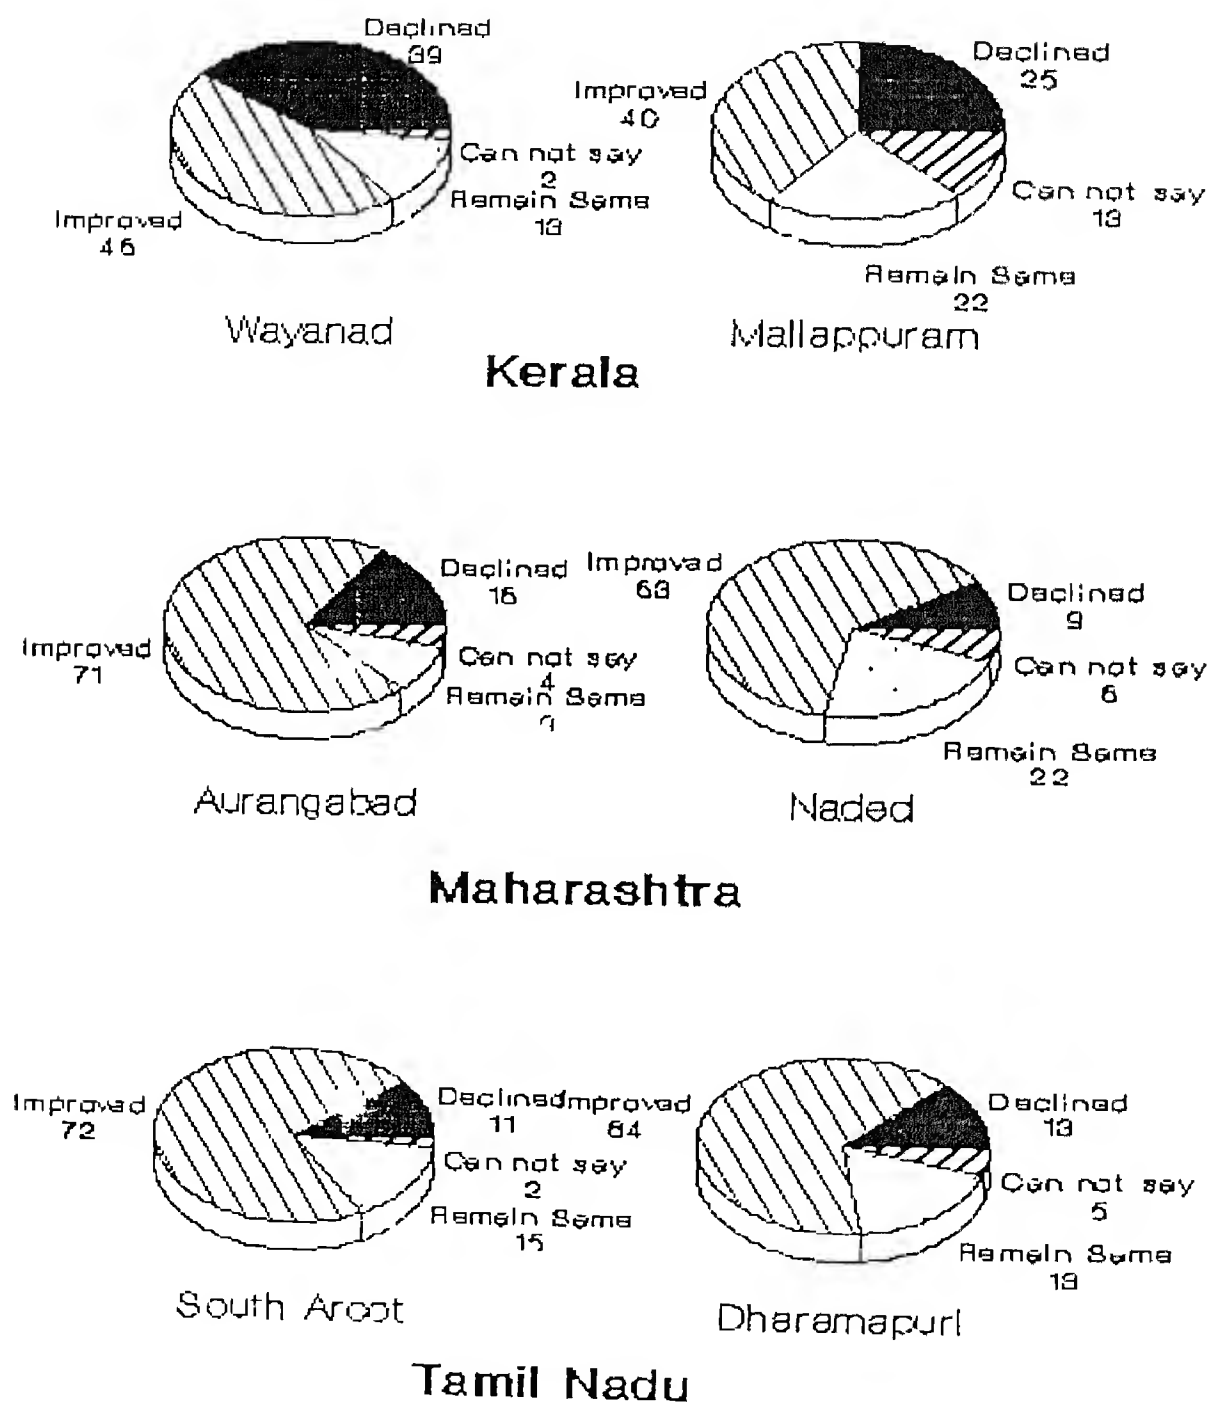 Declined
39
Can not say
2
Remain Same
13
Improved
46
Wayanad
Declined
25
Improved
40
Can not say
13
Remain Same
22
Mallappuram
Kerala
Declined
16
Improved
71
Can not say
4
Remain Same
9
Aurangabad
Improved
63
Declined
9
Can not say
6
Remain Same
22
Naded
Maharashtra
Improved
72
Declined
11
Can not say
2
Remain Same
15
South Arcot
Improved
64
Declined
13
Can not say
5
Remain Same
18
Dharamapuri
Tamil Nadu